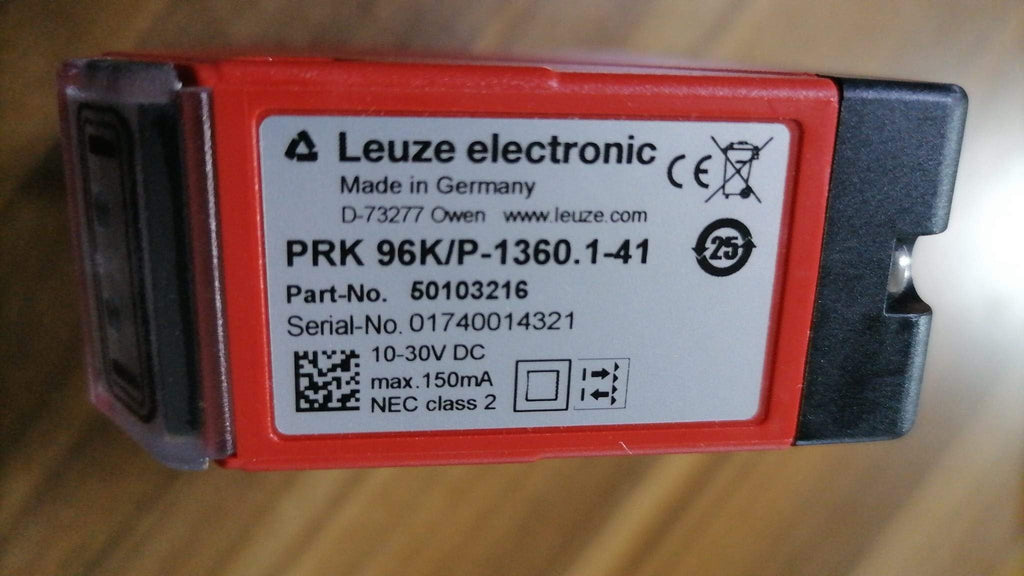 Leuze electronic
CE
Made in Germany
D-73277 Owen www.leuze.com
PRK 96K/P-1360.1-41
25
Part-No. 50103216
Serial-No. 01740014321
10-30V DC
max.150mA
NEC class 2